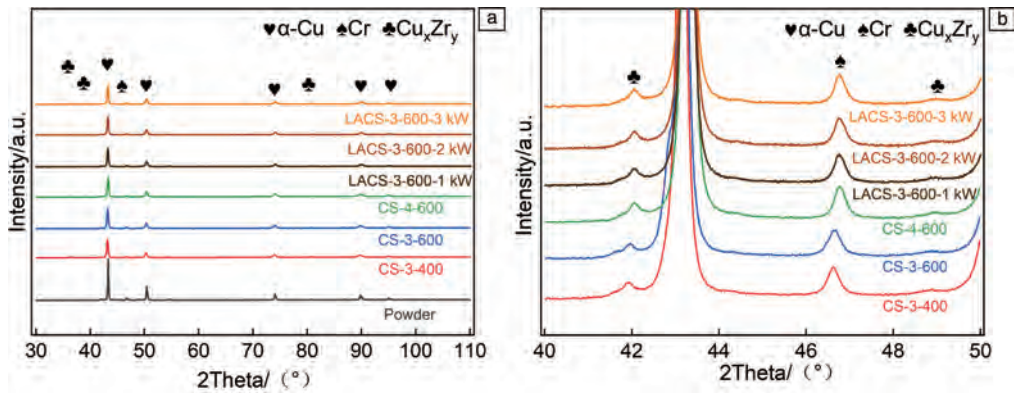 a
♥α-Cu ♠Cr ♣CuxZry
LACS-3-600-3 kW
LACS-3-600-2 kW
LACS-3-600-1 kW
CS-4-600
CS-3-600
CS-3-400
Powder
Intensity/a.u.
30 40 50 60 70 80 90 100 110
2Theta/（°）
b
♥α-Cu ♠Cr ♣CuxZry
LACS-3-600-3 kW
LACS-3-600-2 kW
LACS-3-600-1 kW
CS-4-600
CS-3-600
CS-3-400
Intensity/a.u.
40 42 44 46 48 50
2Theta/（°）